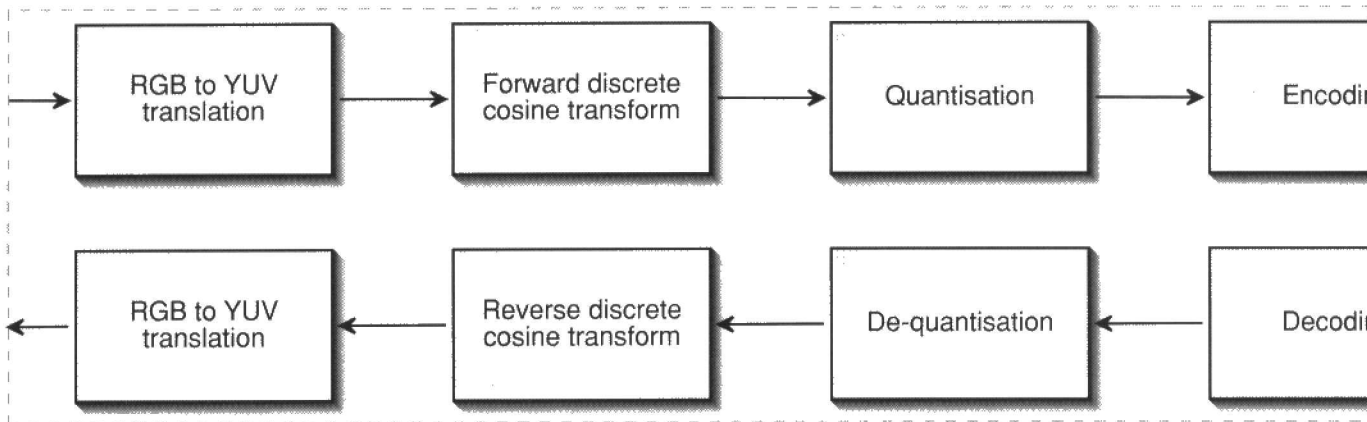 RGB to YUV
translation
Forward discrete
cosine transform
Quantisation
RGB to YUV
translation
Reverse discrete
cosine transform
De-quantisation